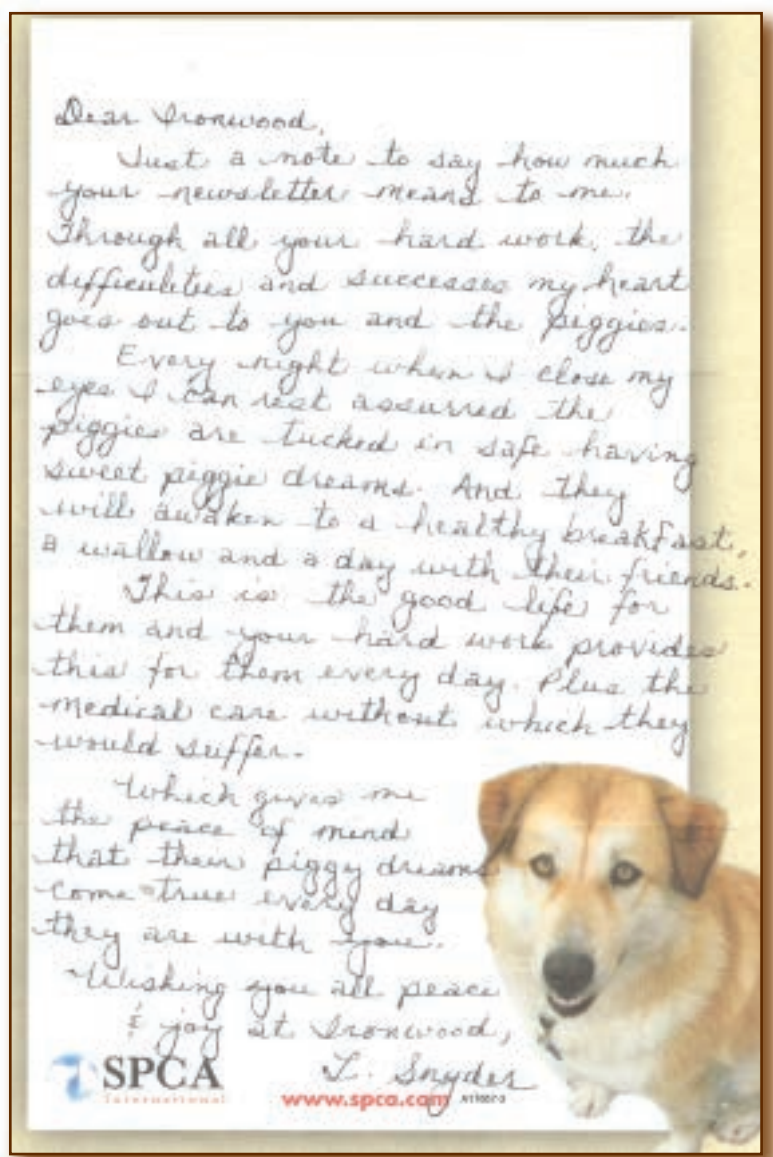 Dear Ironwood,
Just a note to say how much
your newsletter means to me.
Through all your hard work, the
difficulities and successes my heart
goes out to you and the piggies.
Every night when I close my
eyes I can rest assurred the
piggies are tucked in safe having
sweet piggie dreams. And they
will awaken to a healthy breakfast,
a wallow and a day with their friends.
This is the good life for
them and your hard work provides
this for them every day. Plus the
medical care without which they
would suffer.
Which gives me
the peace of mind
that their piggy dreams
come true every day
they are with you.
Wishing you all peace
& joy at Ironwood,
L. Snyder
SPCA
International
www.spca.com